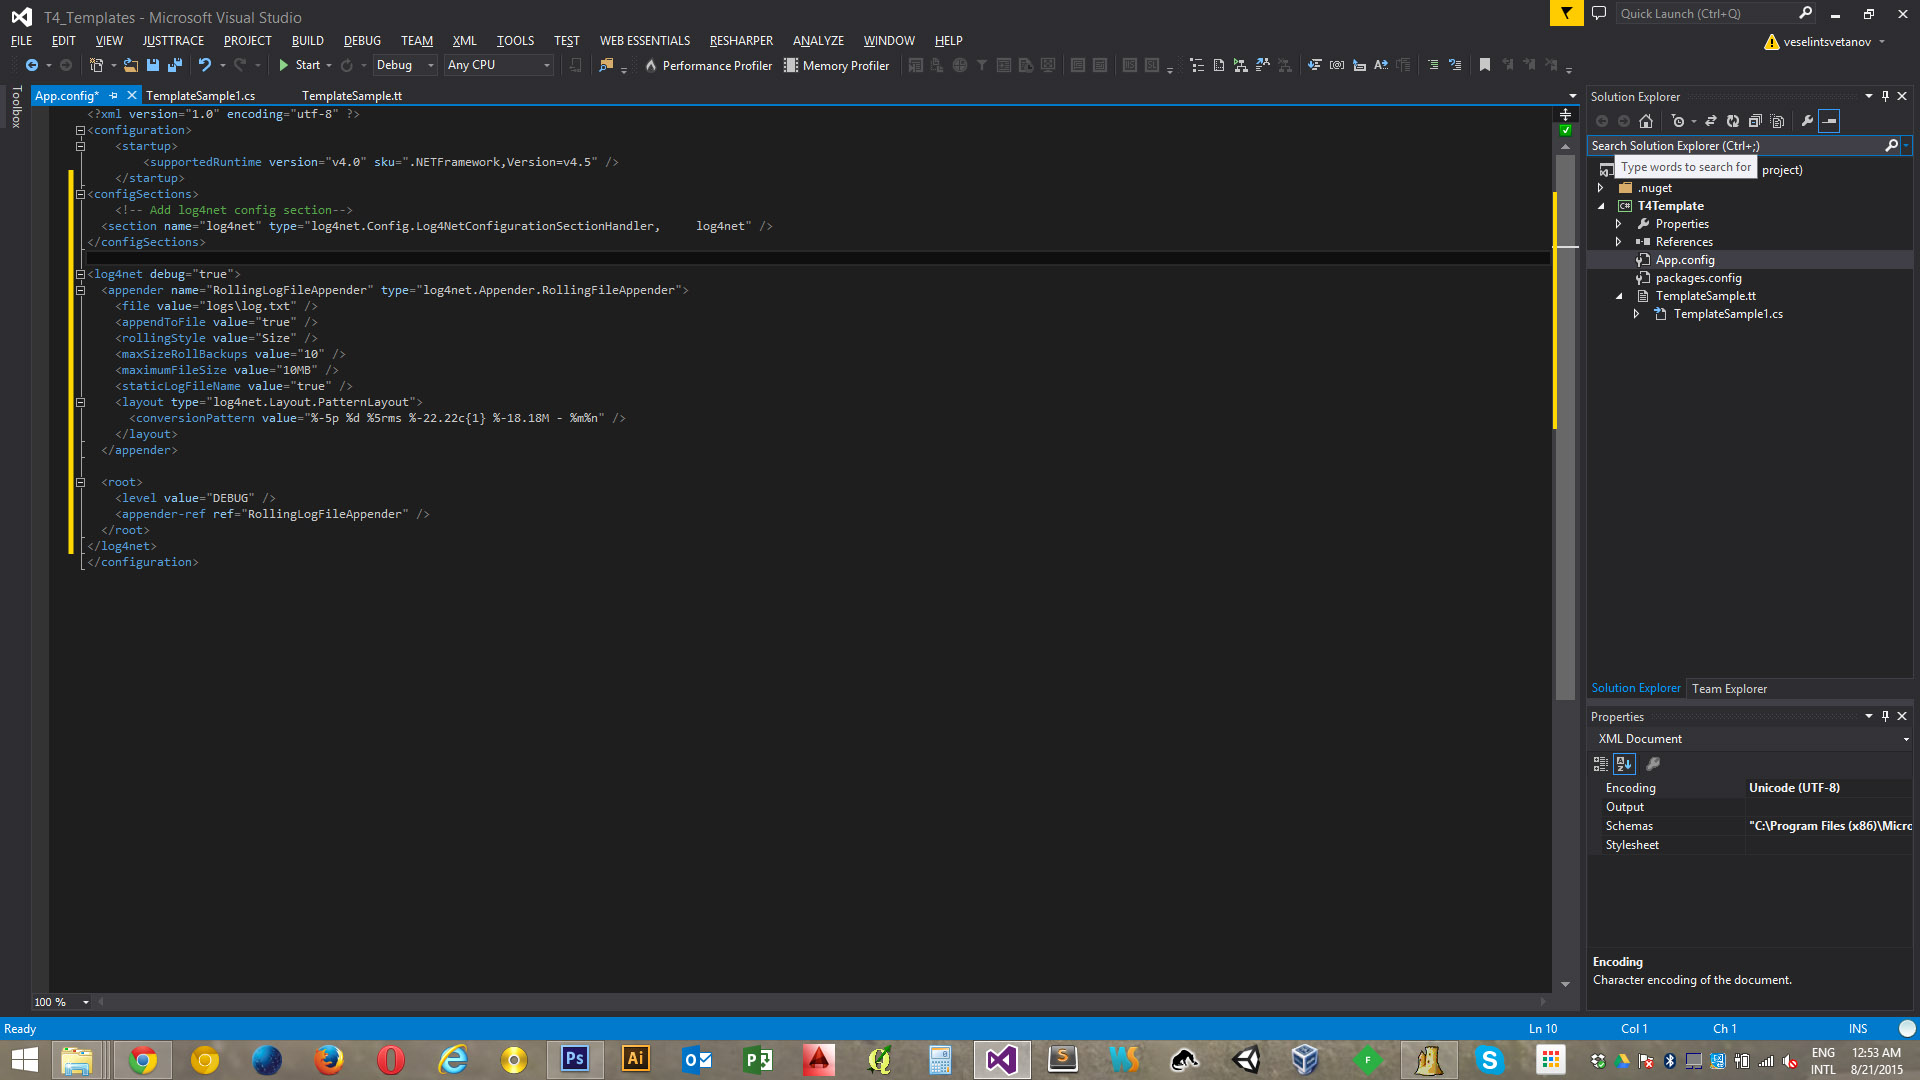 T4_Templates - Microsoft Visual Studio
Quick Launch (Ctrl+Q)
FILE EDIT VIEW JUSTTRACE PROJECT BUILD DEBUG TEAM XML TOOLS TEST WEB ESSENTIALS RESHARPER ANALYZE WINDOW HELP
veselintsvetanov
Start Debug Any CPU Performance Profiler Memory Profiler
Toolbox
App.config* TemplateSample1.cs TemplateSample.tt
<?xml version="1.0" encoding="utf-8" ?>
<configuration>
<startup>
<supportedRuntime version="v4.0" sku=".NETFramework,Version=v4.5" />
</startup>
<configSections>
<!-- Add log4net config section-->
<section name="log4net" type="log4net.Config.Log4NetConfigurationSectionHandler, log4net" />
</configSections>
<log4net debug="true">
<appender name="RollingLogFileAppender" type="log4net.Appender.RollingFileAppender">
<file value="logs\log.txt" />
<appendToFile value="true" />
<rollingStyle value="Size" />
<maxSizeRollBackups value="10" />
<maximumFileSize value="10MB" />
<staticLogFileName value="true" />
<layout type="log4net.Layout.PatternLayout">
<conversionPattern value="%-5p %d %5rms %-22.22c{1} %-18.18M - %m%n" />
</layout>
</appender>
<root>
<level value="DEBUG" />
<appender-ref ref="RollingLogFileAppender" />
</root>
</log4net>
</configuration>
100 %
Solution Explorer
Search Solution Explorer (Ctrl+;)
Type words to search for
project)
.nuget
T4Template
Properties
References
App.config
packages.config
TemplateSample.tt
TemplateSample1.cs
Solution Explorer Team Explorer
Properties
XML Document
Encoding Unicode (UTF-8)
Output
Schemas "C:\Program Files (x86)\Micro
Stylesheet
Encoding
Character encoding of the document.
Ready Ln 10 Col 1 Ch 1 INS
Ps Ai
ENG 12:53 AM
INTL 8/21/2015